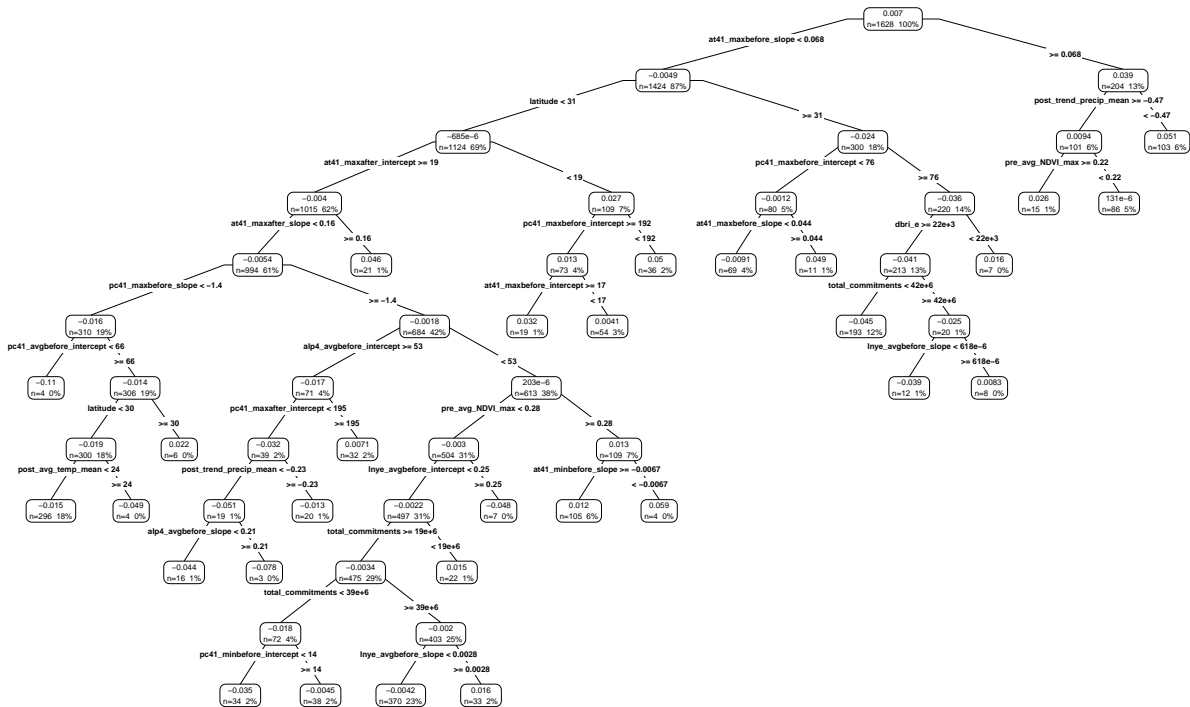 0.007
n=1628 100%
at41_maxbefore_slope < 0.068
>= 0.068
−0.0049
n=1424 87%
0.039
n=204 13%
latitude < 31
>= 31
post_trend_precip_mean >= −0.47
< −0.47
−685e−6
n=1124 69%
−0.024
n=300 18%
0.0094
n=101 6%
0.051
n=103 6%
at41_maxafter_intercept >= 19
< 19
pc41_maxbefore_intercept < 76
>= 76
pre_avg_NDVI_max >= 0.22
< 0.22
−0.004
n=1015 62%
0.027
n=109 7%
−0.0012
n=80 5%
−0.036
n=220 14%
0.026
n=15 1%
131e−6
n=86 5%
at41_maxafter_slope < 0.16
>= 0.16
pc41_maxbefore_intercept >= 192
< 192
at41_maxbefore_slope < 0.044
>= 0.044
dbri_e >= 22e+3
< 22e+3
−0.0054
n=994 61%
0.046
n=21 1%
0.013
n=73 4%
0.05
n=36 2%
−0.0091
n=69 4%
0.049
n=11 1%
−0.041
n=213 13%
0.016
n=7 0%
pc41_maxbefore_slope < −1.4
>= −1.4
at41_maxbefore_intercept >= 17
< 17
total_commitments < 42e+6
>= 42e+6
−0.016
n=310 19%
−0.0018
n=684 42%
0.032
n=19 1%
0.0041
n=54 3%
−0.045
n=193 12%
−0.025
n=20 1%
pc41_avgbefore_intercept < 66
>= 66
alp4_avgbefore_intercept >= 53
< 53
lnye_avgbefore_slope < 618e−6
>= 618e−6
−0.11
n=4 0%
−0.014
n=306 19%
−0.017
n=71 4%
203e−6
n=613 38%
−0.039
n=12 1%
0.0083
n=8 0%
latitude < 30
>= 30
pc41_maxafter_intercept < 195
>= 195
pre_avg_NDVI_max < 0.28
>= 0.28
−0.019
n=300 18%
0.022
n=6 0%
−0.032
n=39 2%
0.0071
n=32 2%
−0.003
n=504 31%
0.013
n=109 7%
post_avg_temp_mean < 24
>= 24
post_trend_precip_mean < −0.23
>= −0.23
lnye_avgbefore_intercept < 0.25
>= 0.25
at41_minbefore_slope >= −0.0067
< −0.0067
−0.015
n=296 18%
−0.049
n=4 0%
−0.051
n=19 1%
−0.013
n=20 1%
−0.0022
n=497 31%
−0.048
n=7 0%
0.012
n=105 6%
0.059
n=4 0%
alp4_avgbefore_slope < 0.21
>= 0.21
total_commitments >= 19e+6
< 19e+6
−0.044
n=16 1%
−0.078
n=3 0%
−0.0034
n=475 29%
0.015
n=22 1%
total_commitments < 39e+6
>= 39e+6
−0.018
n=72 4%
−0.002
n=403 25%
pc41_minbefore_intercept < 14
>= 14
lnye_avgbefore_slope < 0.0028
>= 0.0028
−0.035
n=34 2%
−0.0045
n=38 2%
−0.0042
n=370 23%
0.016
n=33 2%